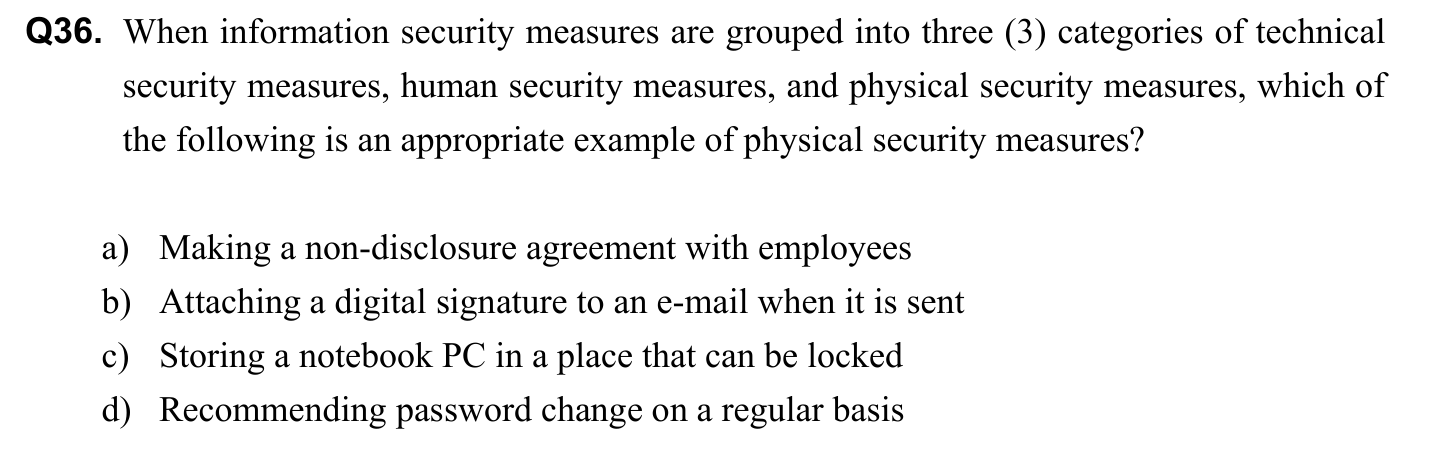 Q36. When information security measures are grouped into three (3) categories of technical
security measures, human security measures, and physical security measures, which of
the following is an appropriate example of physical security measures?
a) Making a non-disclosure agreement with employees
b) Attaching a digital signature to an e-mail when it is sent
c) Storing a notebook PC in a place that can be locked
d) Recommending password change on a regular basis